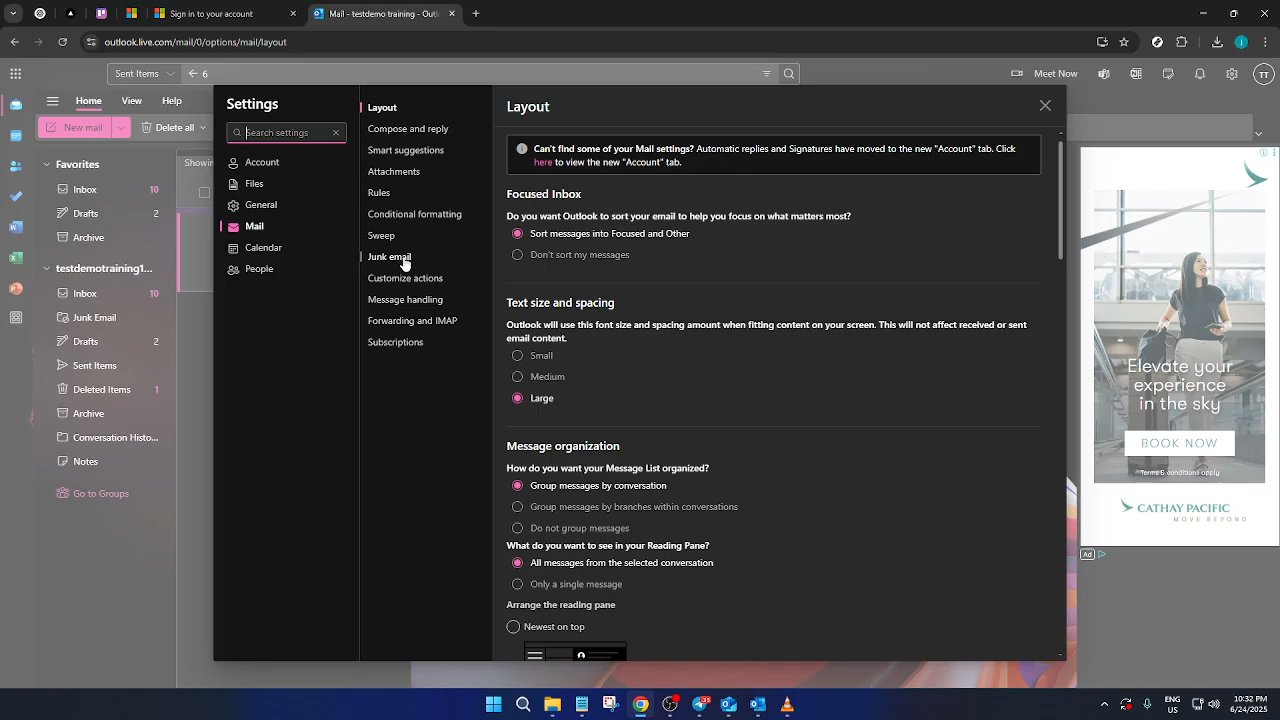 Sign in to your account
Mail - testdemotraining - Outl
outlook.live.com/mail/0/options/mail/layout
Sent Items
6
Meet Now
TT
Home
View
Help
New mail
Delete all
Favorites
Inbox 10
Drafts 2
Archive
testdemotraining1...
Inbox 10
Junk Email
Drafts 2
Sent Items
Deleted Items 1
Archive
Conversation Histo...
Notes
Go to Groups
Showin
Settings
Search settings
Account
Files
General
Mail
Calendar
People
Layout
Compose and reply
Smart suggestions
Attachments
Rules
Conditional formatting
Sweep
Junk email
Customize actions
Message handling
Forwarding and IMAP
Subscriptions
Layout
Can't find some of your Mail settings? Automatic replies and Signatures have moved to the new "Account" tab. Click
here to view the new "Account" tab.
Focused Inbox
Do you want Outlook to sort your email to help you focus on what matters most?
Sort messages into Focused and Other
Don't sort my messages
Text size and spacing
Outlook will use this font size and spacing amount when fitting content on your screen. This will not affect received or sent
email content.
Small
Medium
Large
Message organization
How do you want your Message List organized?
Group messages by conversation
Group messages by branches within conversations
Do not group messages
What do you want to see in your Reading Pane?
All messages from the selected conversation
Only a single message
Arrange the reading pane
Newest on top
Elevate your
experience
in the sky
BOOK NOW
Terms & conditions apply
CATHAY PACIFIC
MOVE BEYOND
Ad
ENG
US
10:32 PM
6/24/2025